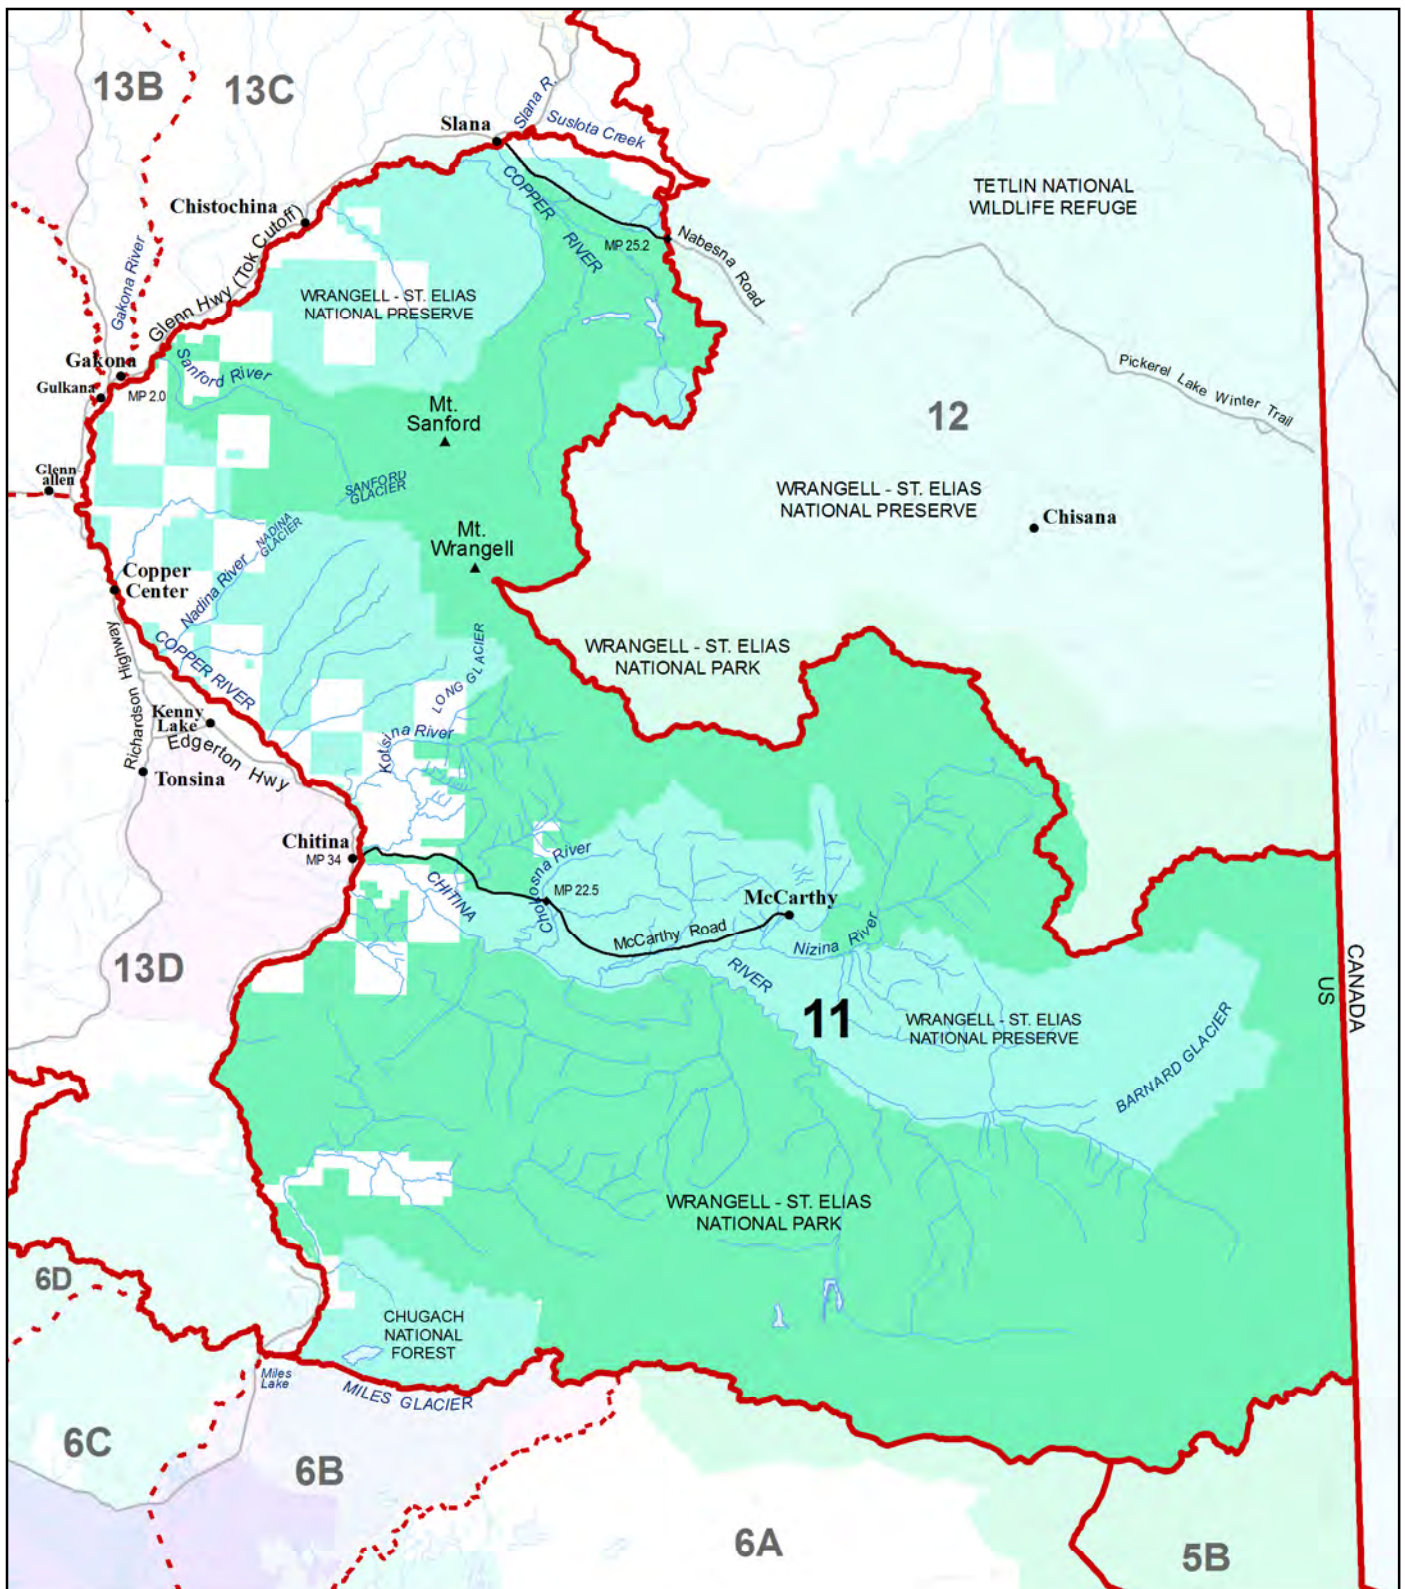 13B
13C
Slana
Slana R.
Suslota Creek
TETLIN NATIONAL
WILDLIFE REFUGE
Chistochina
COPPER
RIVER
MP 25.2
Nabesna Road
Gakona River
Glenn Hwy (Tok Cutoff)
WRANGELL - ST. ELIAS
NATIONAL PRESERVE
Gakona
Gulkana
MP 2.0
Sanford River
Pickerel Lake Winter Trail
Mt.
Sanford
12
Glenn
allen
SANFORD
GLACIER
WRANGELL - ST. ELIAS
NATIONAL PRESERVE
Chisana
NADINA
GLACIER
Mt.
Wrangell
Copper
Center
Nadina River
COPPER RIVER
Richardson Highway
LONG GLACIER
WRANGELL - ST. ELIAS
NATIONAL PARK
Kenny
Lake
Edgerton Hwy
Kotsina River
Tonsina
Chitina
MP 34
CHITINA
Chokosna River
MP 22.5
McCarthy
McCarthy Road
Nizina River
RIVER
13D
11
WRANGELL - ST. ELIAS
NATIONAL PRESERVE
BARNARD GLACIER
CANADA
US
WRANGELL - ST. ELIAS
NATIONAL PARK
6D
CHUGACH
NATIONAL
FOREST
Miles
Lake
MILES GLACIER
6C
6B
6A
5B